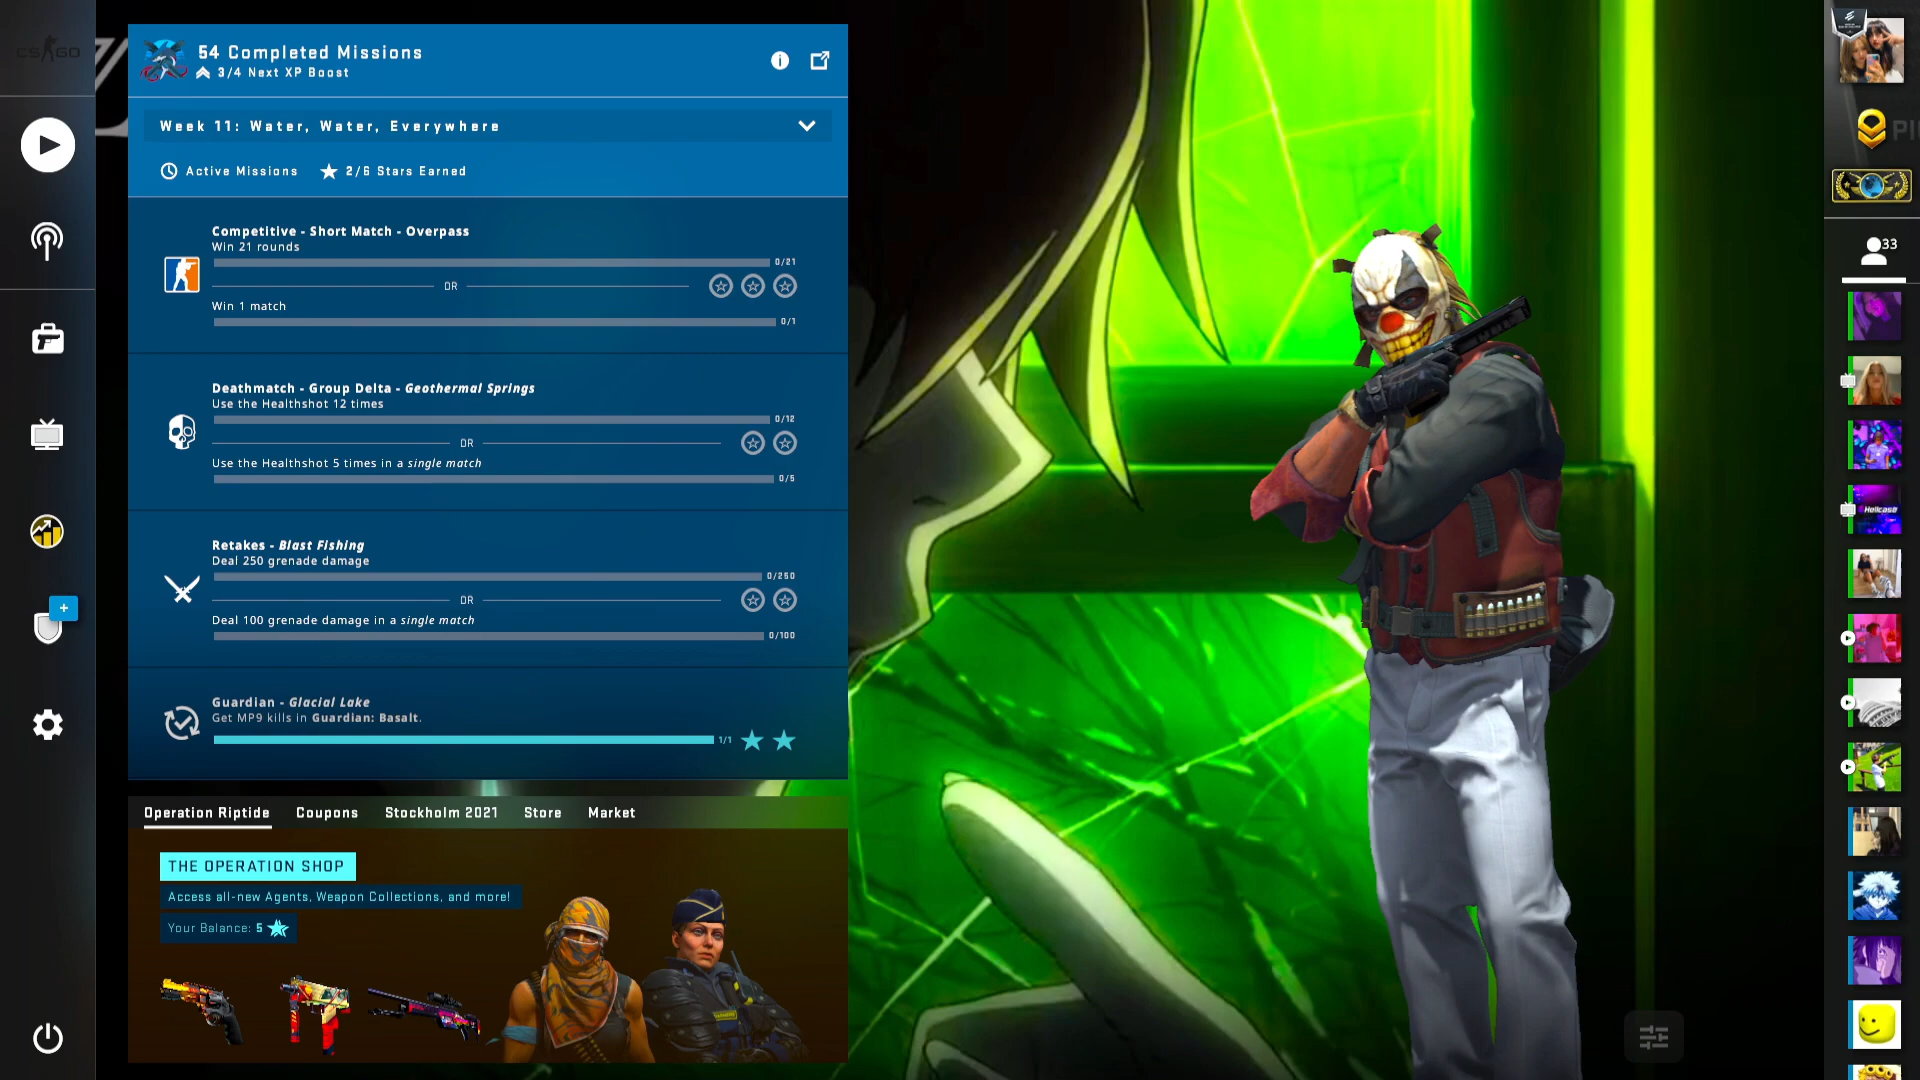 CS GO
54 Completed Missions
3/4 Next XP Boost
Week 11: Water, Water, Everywhere
Active Missions
2/6 Stars Earned
Competitive - Short Match - Overpass
Win 21 rounds
0/21
OR
Win 1 match
0/1
Deathmatch - Group Delta - Geothermal Springs
Use the Healthshot 12 times
0/12
OR
Use the Healthshot 5 times in a single match
0/5
Retakes - Blast Fishing
Deal 250 grenade damage
0/250
OR
Deal 100 grenade damage in a single match
0/100
Guardian - Glacial Lake
Get MP9 kills in Guardian: Basalt.
1/1
Operation Riptide
Coupons
Stockholm 2021
Store
Market
THE OPERATION SHOP
Access all-new Agents, Weapon Collections, and more!
Your Balance: 5
+
33
Hellcase